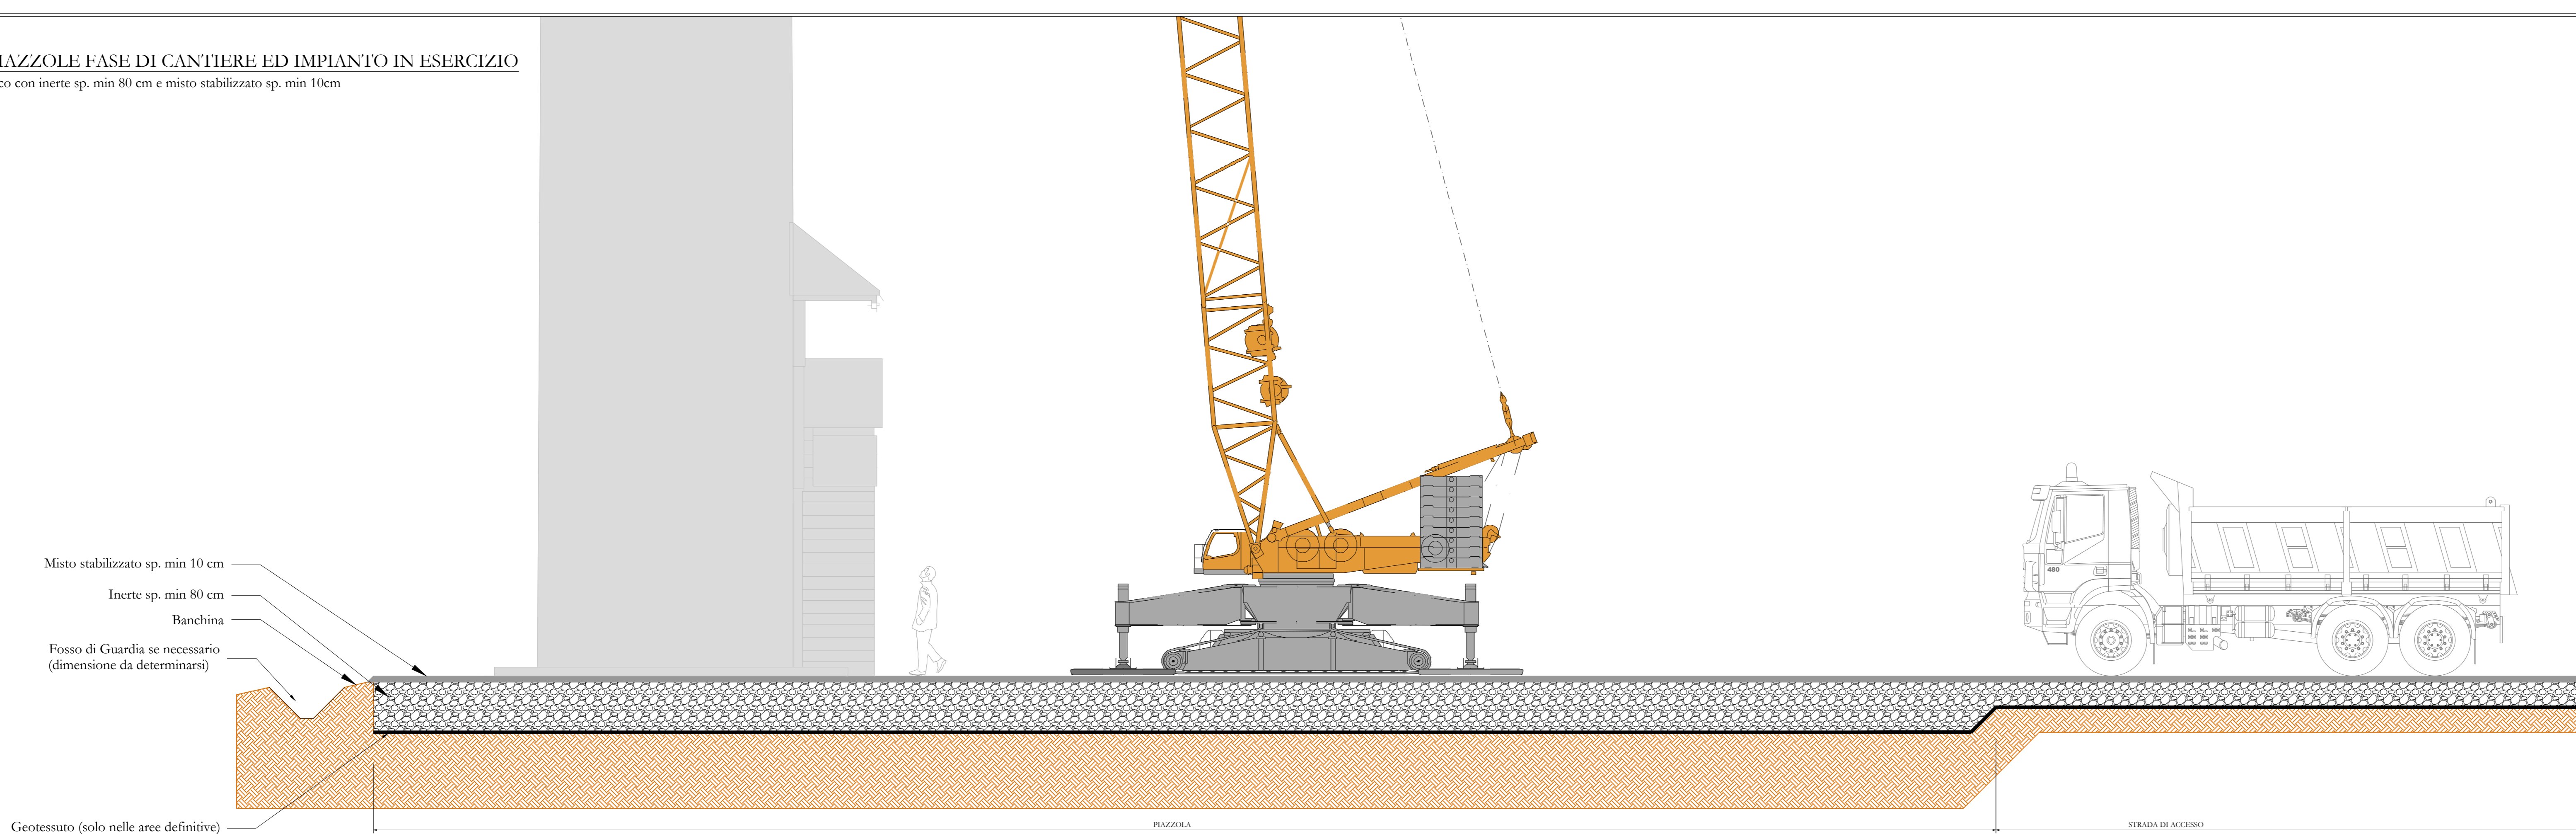 IAZZOLE FASE DI CANTIERE ED IMPIANTO IN ESERCIZIO
co con inerte sp. min 80 cm e misto stabilizzato sp. min 10cm
Misto stabilizzato sp. min 10 cm
Inerte sp. min 80 cm
Banchina
Fosso di Guardia se necessario
(dimensione da determinarsi)
Geotessuto (solo nelle aree definitive)
480
PIAZZOLA
STRADA DI ACCESSO